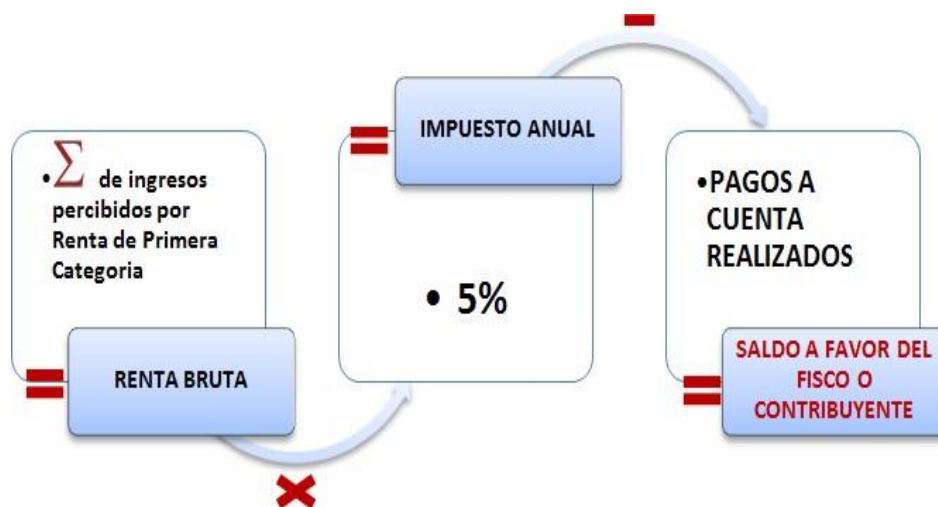 • Σ de ingresos
percibidos por
Renta de Primera
Categoria
=
RENTA BRUTA
×
=
IMPUESTO ANUAL
• 5%
-
•PAGOS A
CUENTA
REALIZADOS
=
SALDO A FAVOR DEL
FISCO O
CONTRIBUYENTE